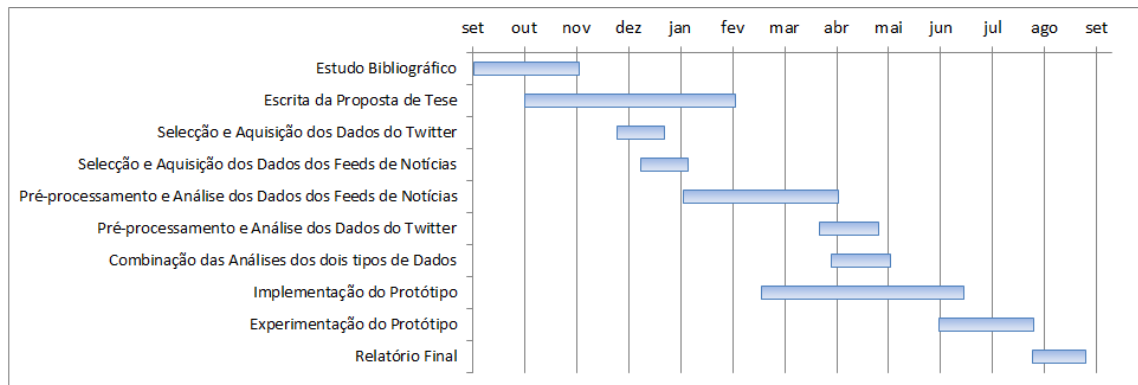 set out nov dez jan fev mar abr mai jun jul ago set
Estudo Bibliográfico
Escrita da Proposta de Tese
Selecção e Aquisição dos Dados do Twitter
Selecção e Aquisição dos Dados dos Feeds de Notícias
Pré-processamento e Análise dos Dados dos Feeds de Notícias
Pré-processamento e Análise dos Dados do Twitter
Combinação das Análises dos dois tipos de Dados
Implementação do Protótipo
Experimentação do Protótipo
Relatório Final